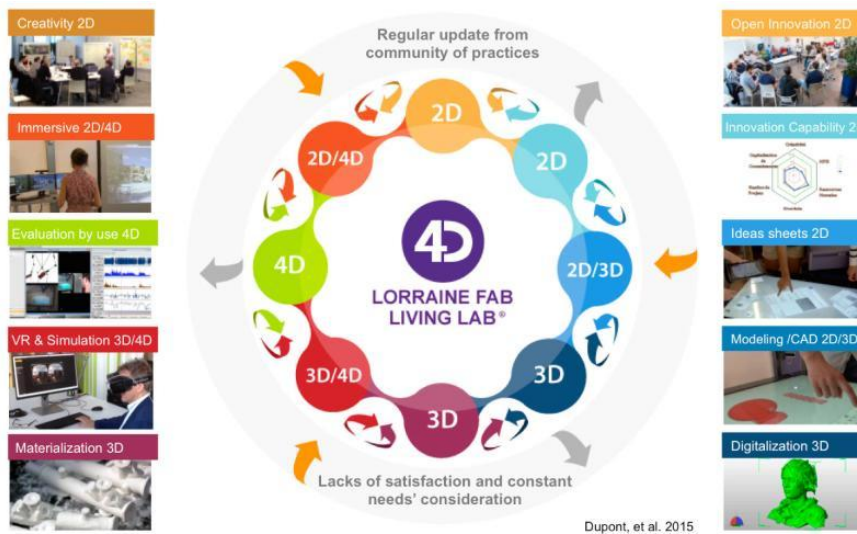 Creativity 2D
Immersive 2D/4D
Evaluation by use 4D
VR & Simulation 3D/4D
Materialization 3D
Regular update from
community of practices
2D
2D
2D/3D
3D
3D
3D/4D
4D
2D/4D
4D
LORRAINE FAB
LIVING LAB®
Lacks of satisfaction and constant
needs' consideration
Open Innovation 2D
Innovation Capability 2
Ideas sheets 2D
Modeling /CAD 2D/3D
Digitalization 3D
Dupont, et al. 2015